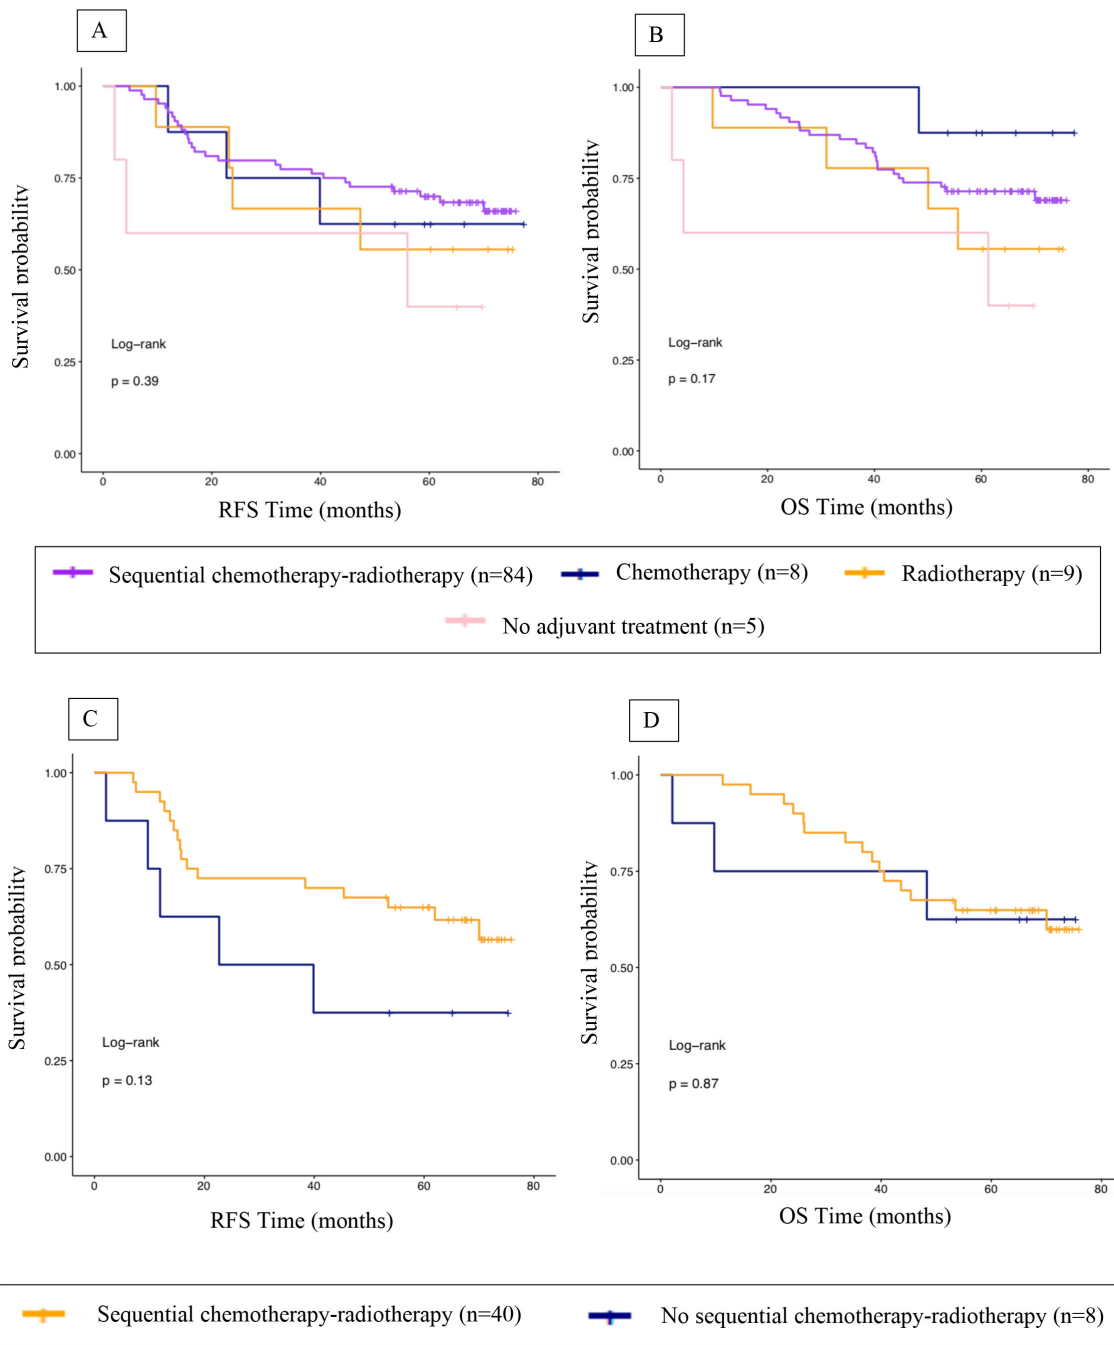 A
B
Survival probability
1.00
0.75
0.50
0.25
0.00
Log-rank
p = 0.39
0 20 40 60 80
RFS Time (months)
Survival probability
1.00
0.75
0.50
0.25
0.00
Log-rank
p = 0.17
0 20 40 60 80
OS Time (months)
Sequential chemotherapy-radiotherapy (n=84) Chemotherapy (n=8) Radiotherapy (n=9)
No adjuvant treatment (n=5)
C
D
Survival probability
1.00
0.75
0.50
0.25
0.00
Log-rank
p = 0.13
0 20 40 60 80
RFS Time (months)
Survival probability
1.00
0.75
0.50
0.25
0.00
Log-rank
p = 0.87
0 20 40 60 80
OS Time (months)
Sequential chemotherapy-radiotherapy (n=40) No sequential chemotherapy-radiotherapy (n=8)